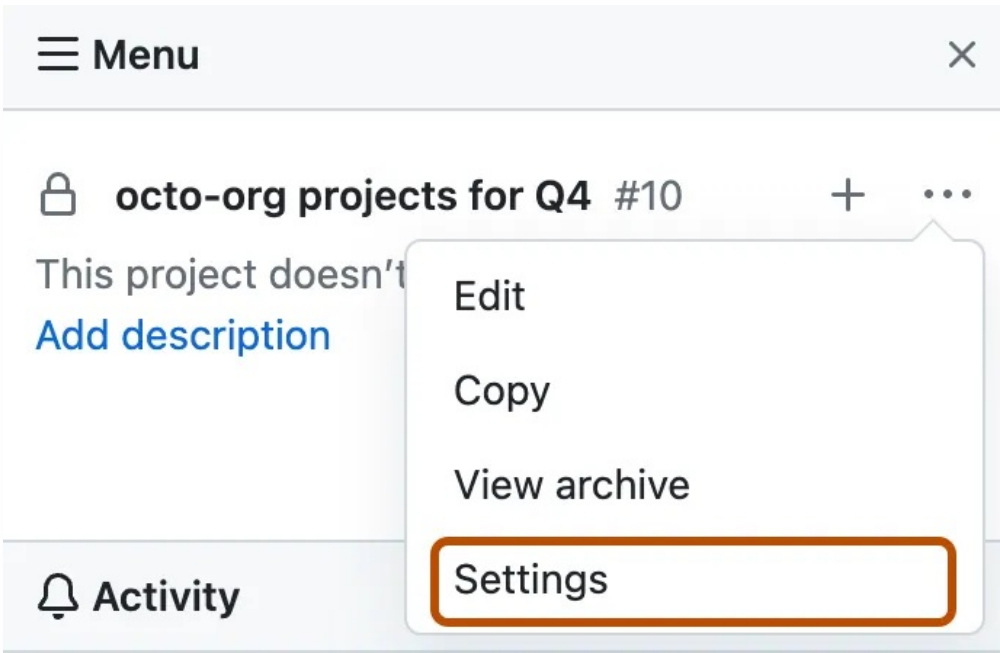 Menu
octo-org projects for Q4 #10
This project doesn’t
Add description
Edit
Copy
View archive
Settings
Activity